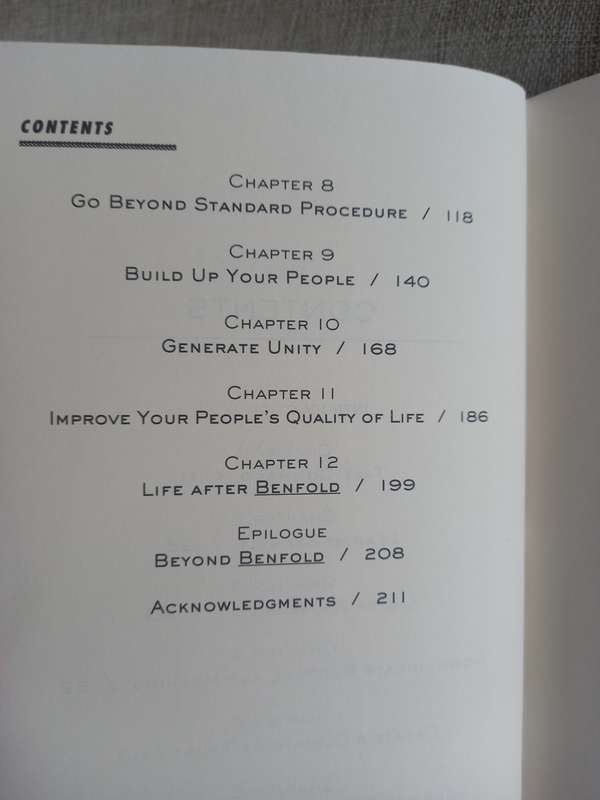 CONTENTS
CHAPTER 8
GO BEYOND STANDARD PROCEDURE / 118
CHAPTER 9
BUILD UP YOUR PEOPLE / 140
CHAPTER 10
GENERATE UNITY / 168
CHAPTER 11
IMPROVE YOUR PEOPLE'S QUALITY OF LIFE / 186
CHAPTER 12
LIFE AFTER BENFOLD / 199
EPILOGUE
BEYOND BENFOLD / 208
ACKNOWLEDGMENTS / 211